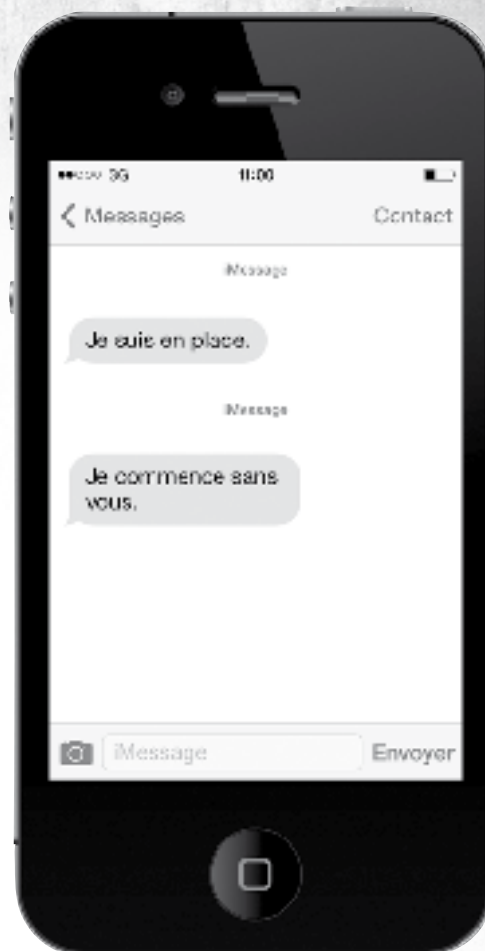 3G 11:00
Messages Contact
iMessage
Je suis en place.
iMessage
Je commence sans
vous.
iMessage Envoyer